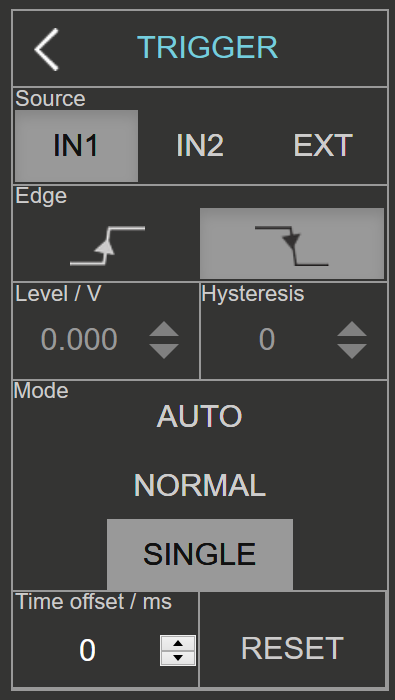 TRIGGER
Source
IN1 IN2 EXT
Edge
Level / V Hysteresis
0.000 0
Mode
AUTO
NORMAL
SINGLE
Time offset / ms
0 RESET